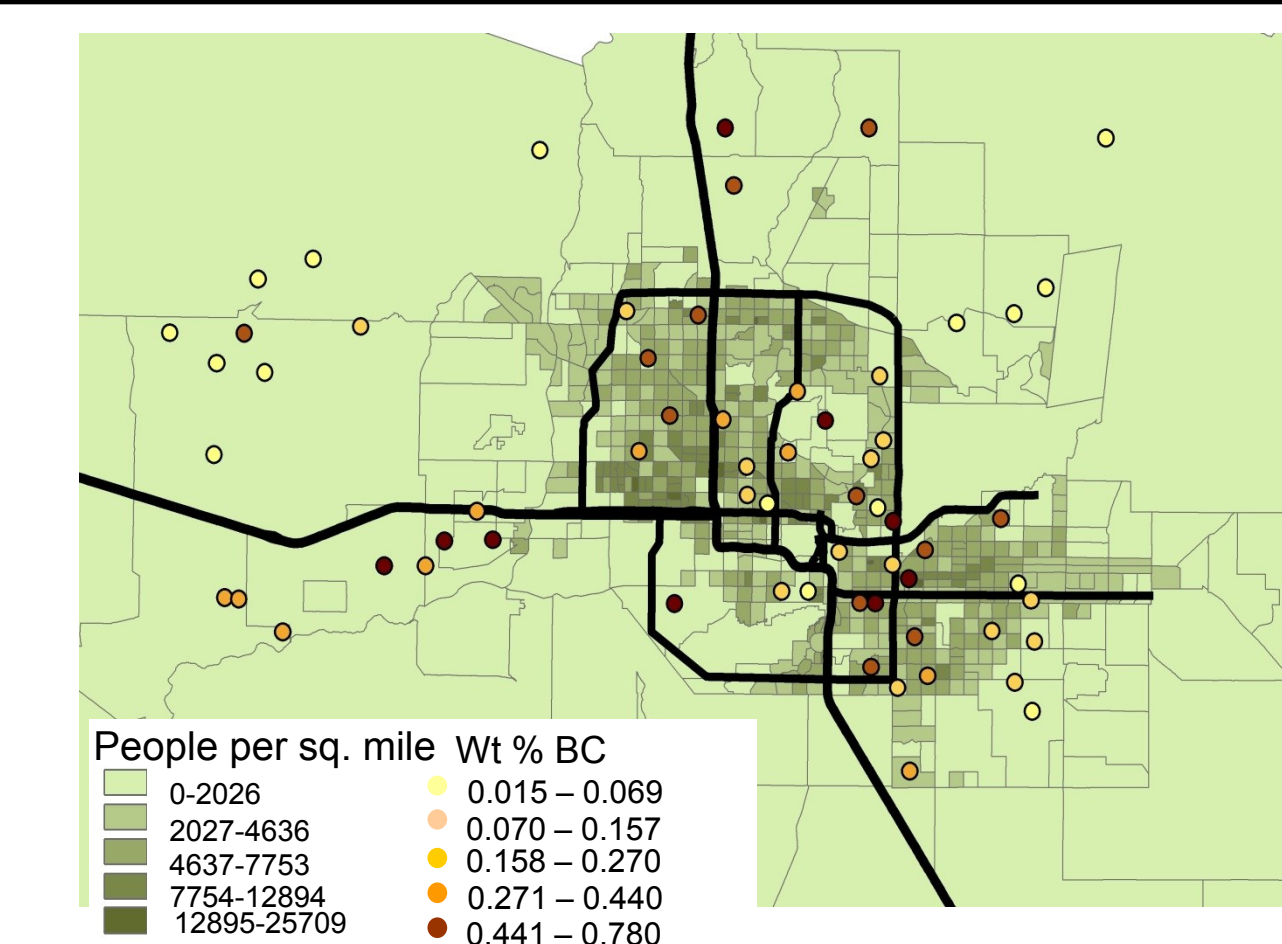 People per sq. mile
0-2026
2027-4636
4637-7753
7754-12894
12895-25709
Wt % BC
0.015 – 0.069
0.070 – 0.157
0.158 – 0.270
0.271 – 0.440
0.441 – 0.780